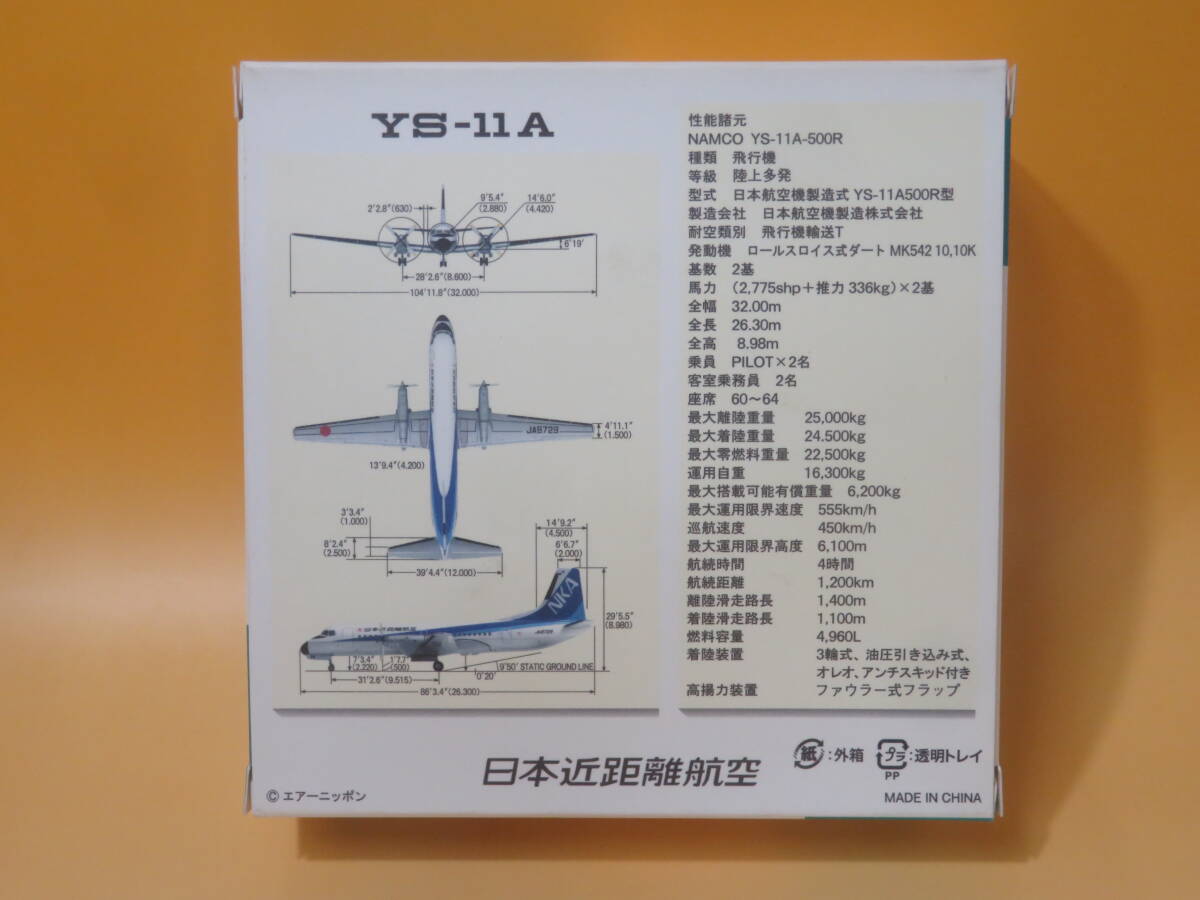 YS-11A
9'5.4" 14'6.0"
2'2.8"(630) (2.880) (4.420)
6°19'
28'2.6"(8.600)
104'11.8"(32.000)
JA8729
4'11.1"
(1.500)
13'9.4"(4.200)
3'3.4"
(1.000)
8'2.4"
(2.500)
39'4.4"(12.000)
14'9.2"
(4.500)
6'6.7"
(2.000)
NKA
29'5.5"
(8.980)
日本近距離航空
JA8729
7'3.4"
(2.220)
1'7.7"
(500)
9'50' STATIC GROUND LINE
0°20'
31'2.6"(9.515)
86'3.4"(26.300)
性能諸元
NAMCO YS-11A-500R
種類 飛行機
等級 陸上多発
型式 日本航空機製造式 YS-11A500R型
製造会社 日本航空機製造株式会社
耐空類別 飛行機輸送T
発動機 ロールスロイス式ダート MK542 10,10K
基数 2基
馬力 (2,775shp+推力 336kg)×2基
全幅 32.00m
全長 26.30m
全高 8.98m
乗員 PILOT×2名
客室乗務員 2名
座席 60〜64
最大離陸重量 25,000kg
最大着陸重量 24.500kg
最大零燃料重量 22,500kg
運用自重 16,300kg
最大搭載可能有償重量 6,200kg
最大運用限界速度 555km/h
巡航速度 450km/h
最大運用限界高度 6,100m
航続時間 4時間
航続距離 1,200km
離陸滑走路長 1,400m
着陸滑走路長 1,100m
燃料容量 4,960L
着陸装置 3輪式、油圧引き込み式、
オレオ、アンチスキッド付き
高揚力装置 ファウラー式フラップ
日本近距離航空
紙:外箱 プラ:透明トレイ
PP
© エアーニッポン
MADE IN CHINA